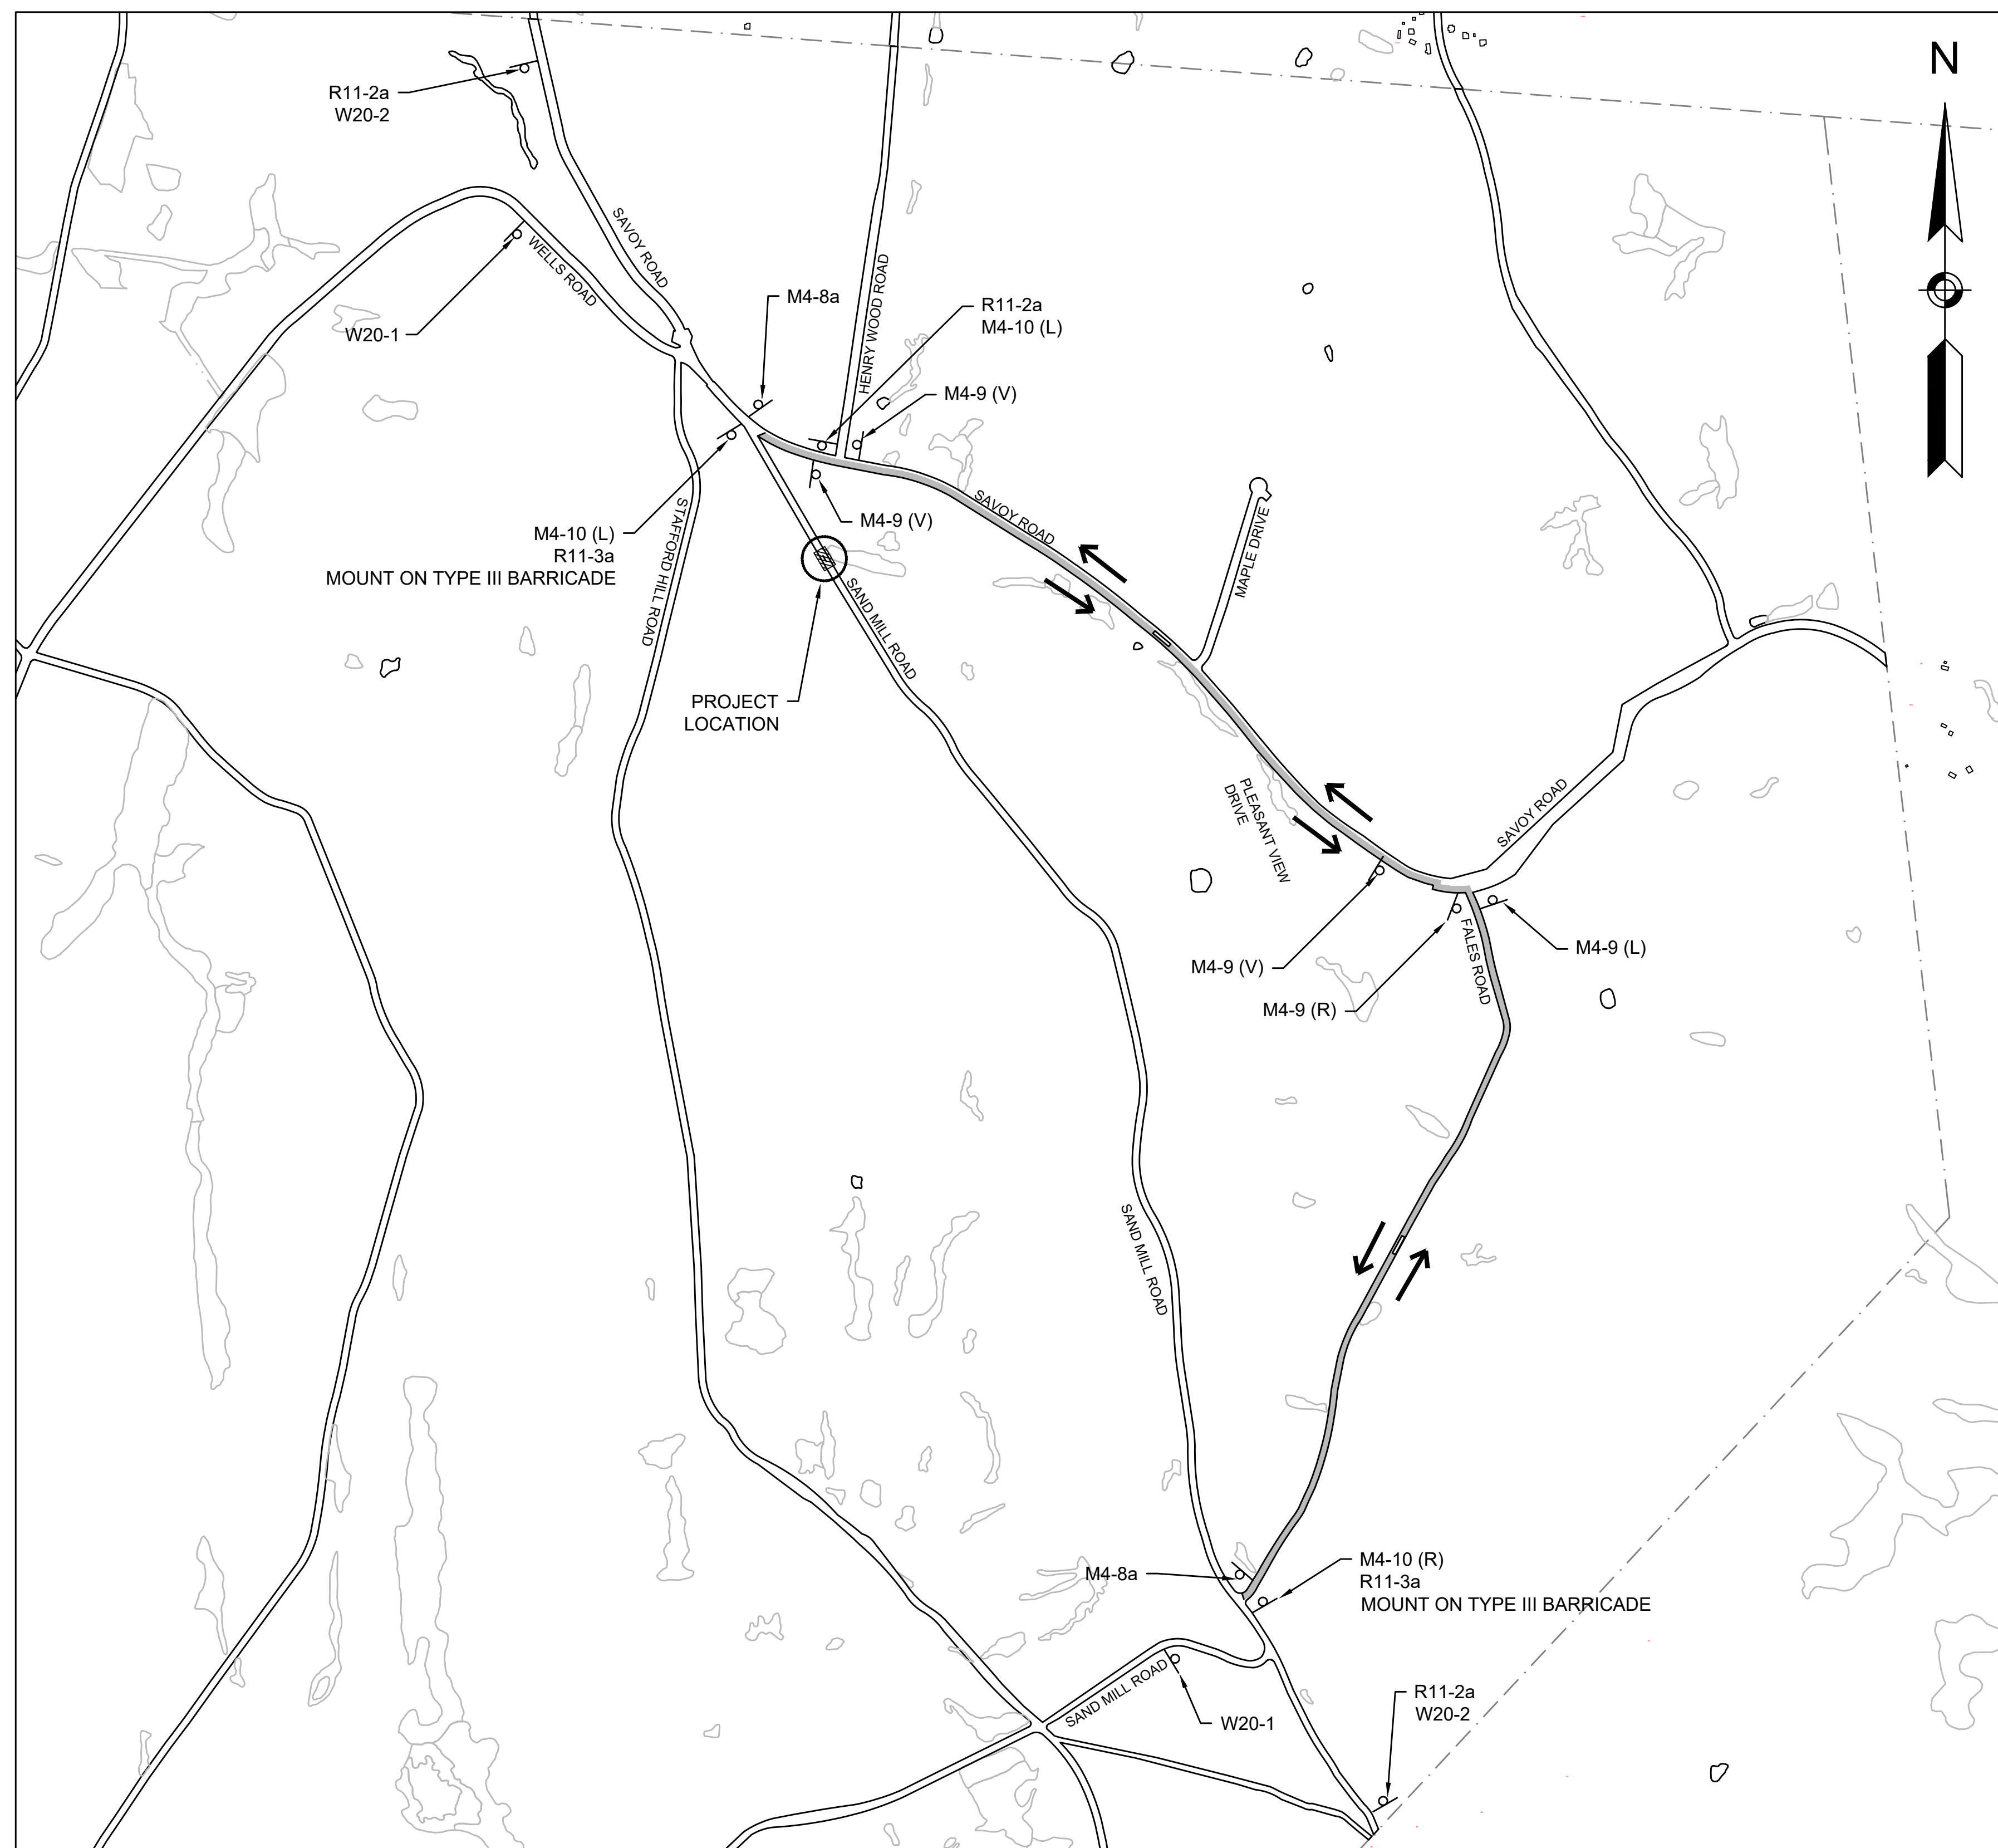 N
R11-2a
W20-2
SAVOY ROAD
WELLS ROAD
W20-1
M4-8a
HENRY WOOD ROAD
R11-2a
M4-10 (L)
M4-9 (V)
M4-9 (V)
SAVOY ROAD
STAFFORD HILL ROAD
M4-10 (L)
R11-3a
MOUNT ON TYPE III BARRICADE
MAPLE DRIVE
SAND MILL ROAD
PROJECT
LOCATION
PLEASANT VIEW
DRIVE
SAVOY ROAD
M4-9 (L)
FALES ROAD
M4-9 (V)
M4-9 (R)
SAND MILL ROAD
M4-8a
M4-10 (R)
R11-3a
MOUNT ON TYPE III BARRICADE
SAND MILL ROAD
W20-1
R11-2a
W20-2